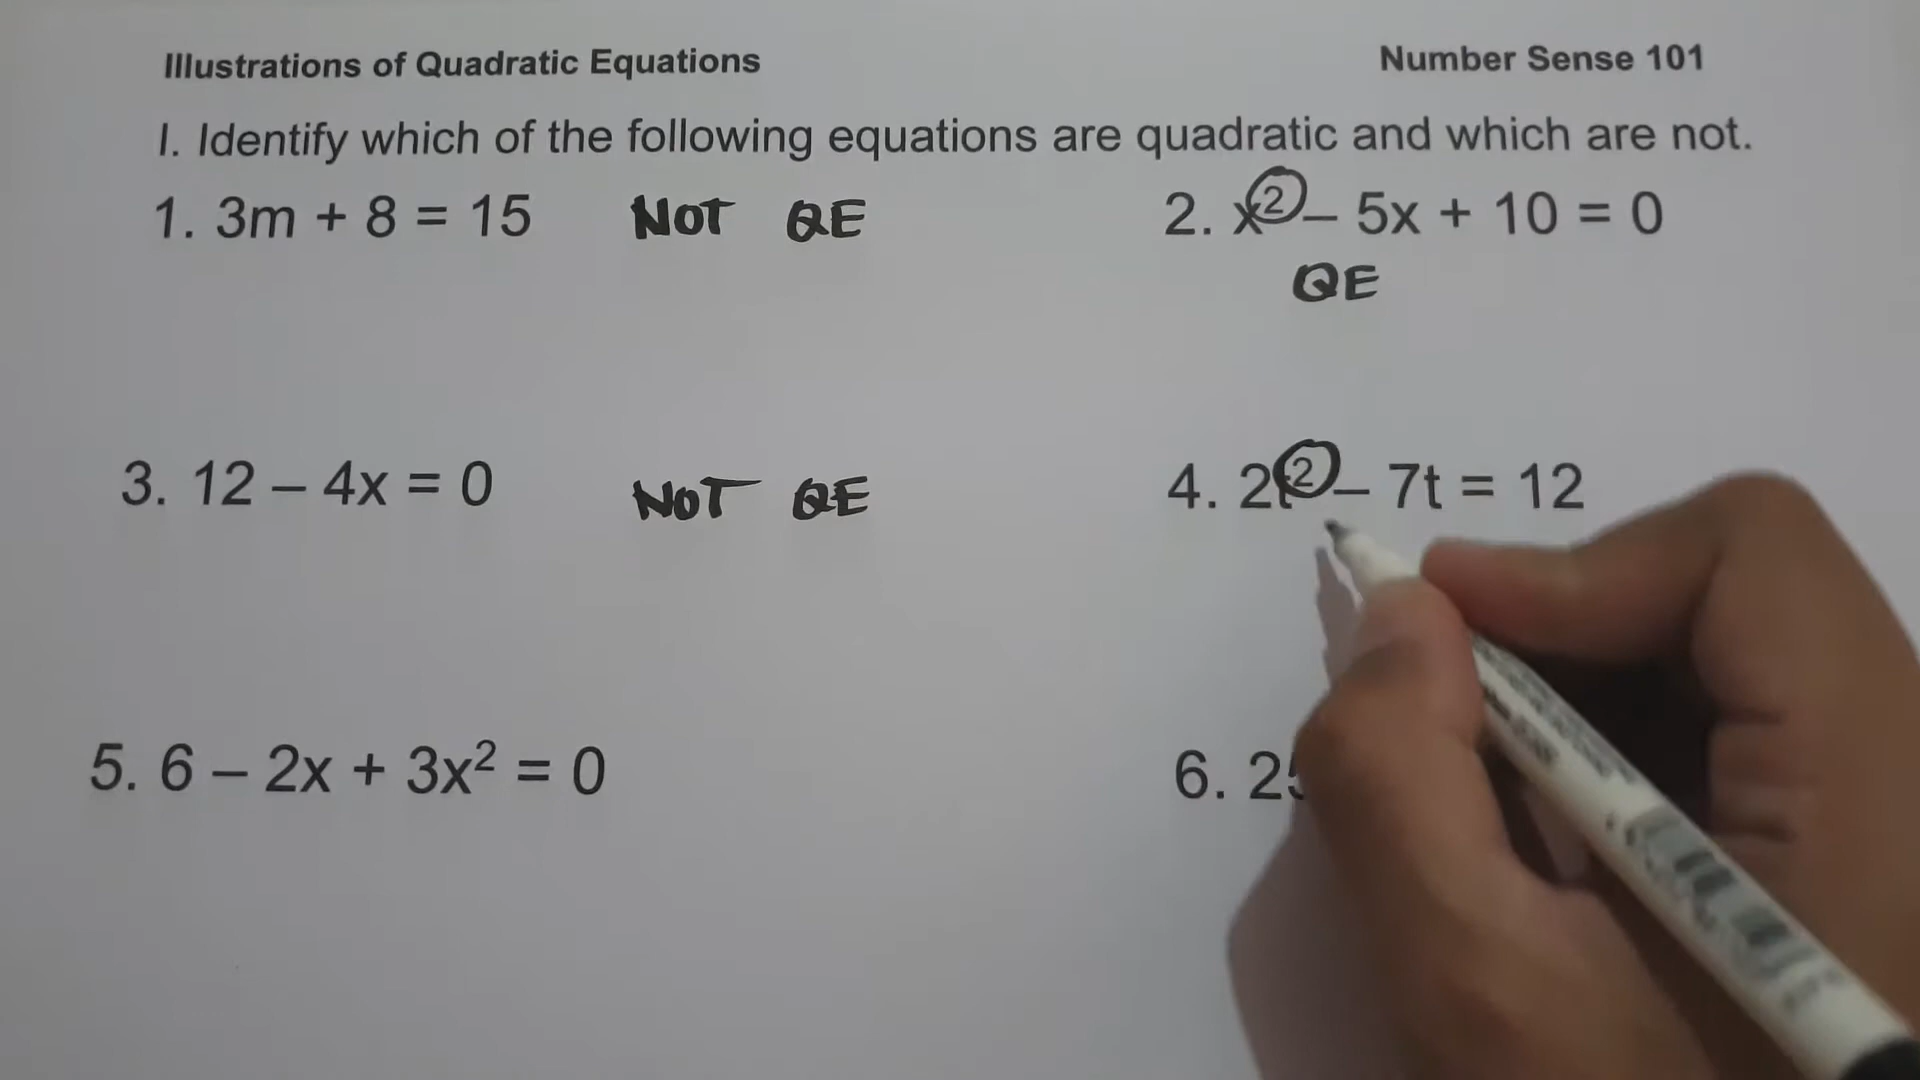 Illustrations of Quadratic Equations Number Sense 101
I. Identify which of the following equations are quadratic and which are not.
1. 3m + 8 = 15 NOT QE 2. x² – 5x + 10 = 0
QE
3. 12 – 4x = 0 NOT QE 4. 2t² – 7t = 12
5. 6 – 2x + 3x² = 0 6. 2